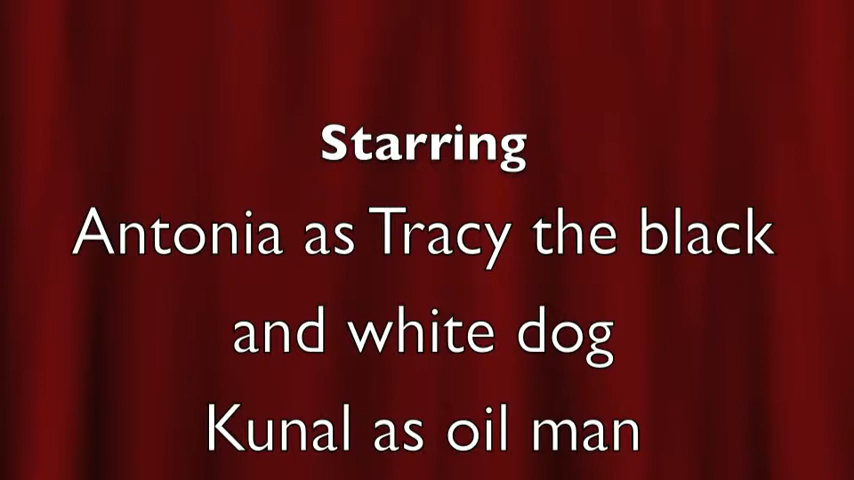 Starring
Antonia as Tracy the black
and white dog
Kunal as oil man